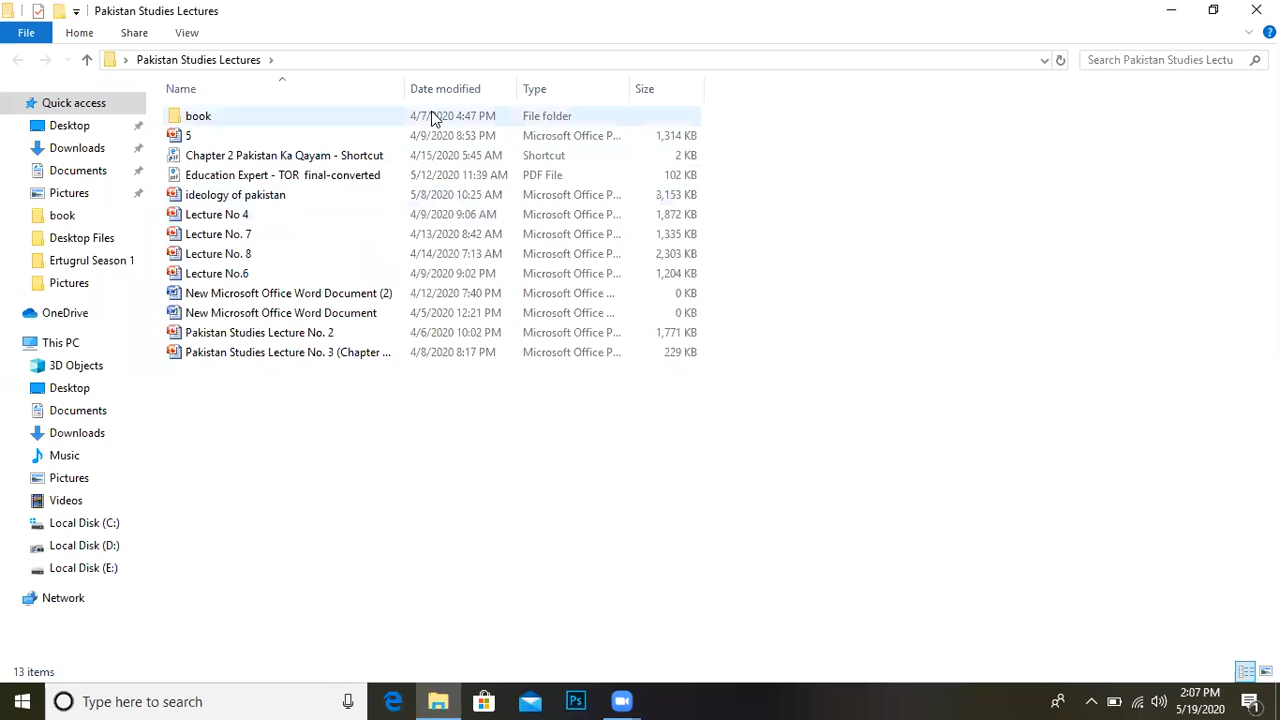 Pakistan Studies Lectures
File Home Share View
Pakistan Studies Lectures Search Pakistan Studies Lectu
Name Date modified Type Size
Quick access
Desktop
Downloads
Documents
Pictures
book
Desktop Files
Ertugrul Season 1
Pictures
OneDrive
This PC
3D Objects
Desktop
Documents
Downloads
Music
Pictures
Videos
Local Disk (C:)
Local Disk (D:)
Local Disk (E:)
Network
book 4/7/2020 4:47 PM File folder
5 4/9/2020 8:53 PM Microsoft Office P... 1,314 KB
Chapter 2 Pakistan Ka Qayam - Shortcut 4/15/2020 5:45 AM Shortcut 2 KB
Education Expert - TOR final-converted 5/12/2020 11:39 AM PDF File 102 KB
ideology of pakistan 5/8/2020 10:25 AM Microsoft Office P... 3,153 KB
Lecture No 4 4/9/2020 9:06 AM Microsoft Office P... 1,872 KB
Lecture No. 7 4/13/2020 8:42 AM Microsoft Office P... 1,335 KB
Lecture No. 8 4/14/2020 7:13 AM Microsoft Office P... 2,303 KB
Lecture No.6 4/9/2020 9:02 PM Microsoft Office P... 1,204 KB
New Microsoft Office Word Document (2) 4/12/2020 7:40 PM Microsoft Office ... 0 KB
New Microsoft Office Word Document 4/5/2020 12:21 PM Microsoft Office ... 0 KB
Pakistan Studies Lecture No. 2 4/6/2020 10:02 PM Microsoft Office P... 1,771 KB
Pakistan Studies Lecture No. 3 (Chapter ... 4/8/2020 8:17 PM Microsoft Office P... 229 KB
13 items
Type here to search
Ps
2:07 PM
5/19/2020
1